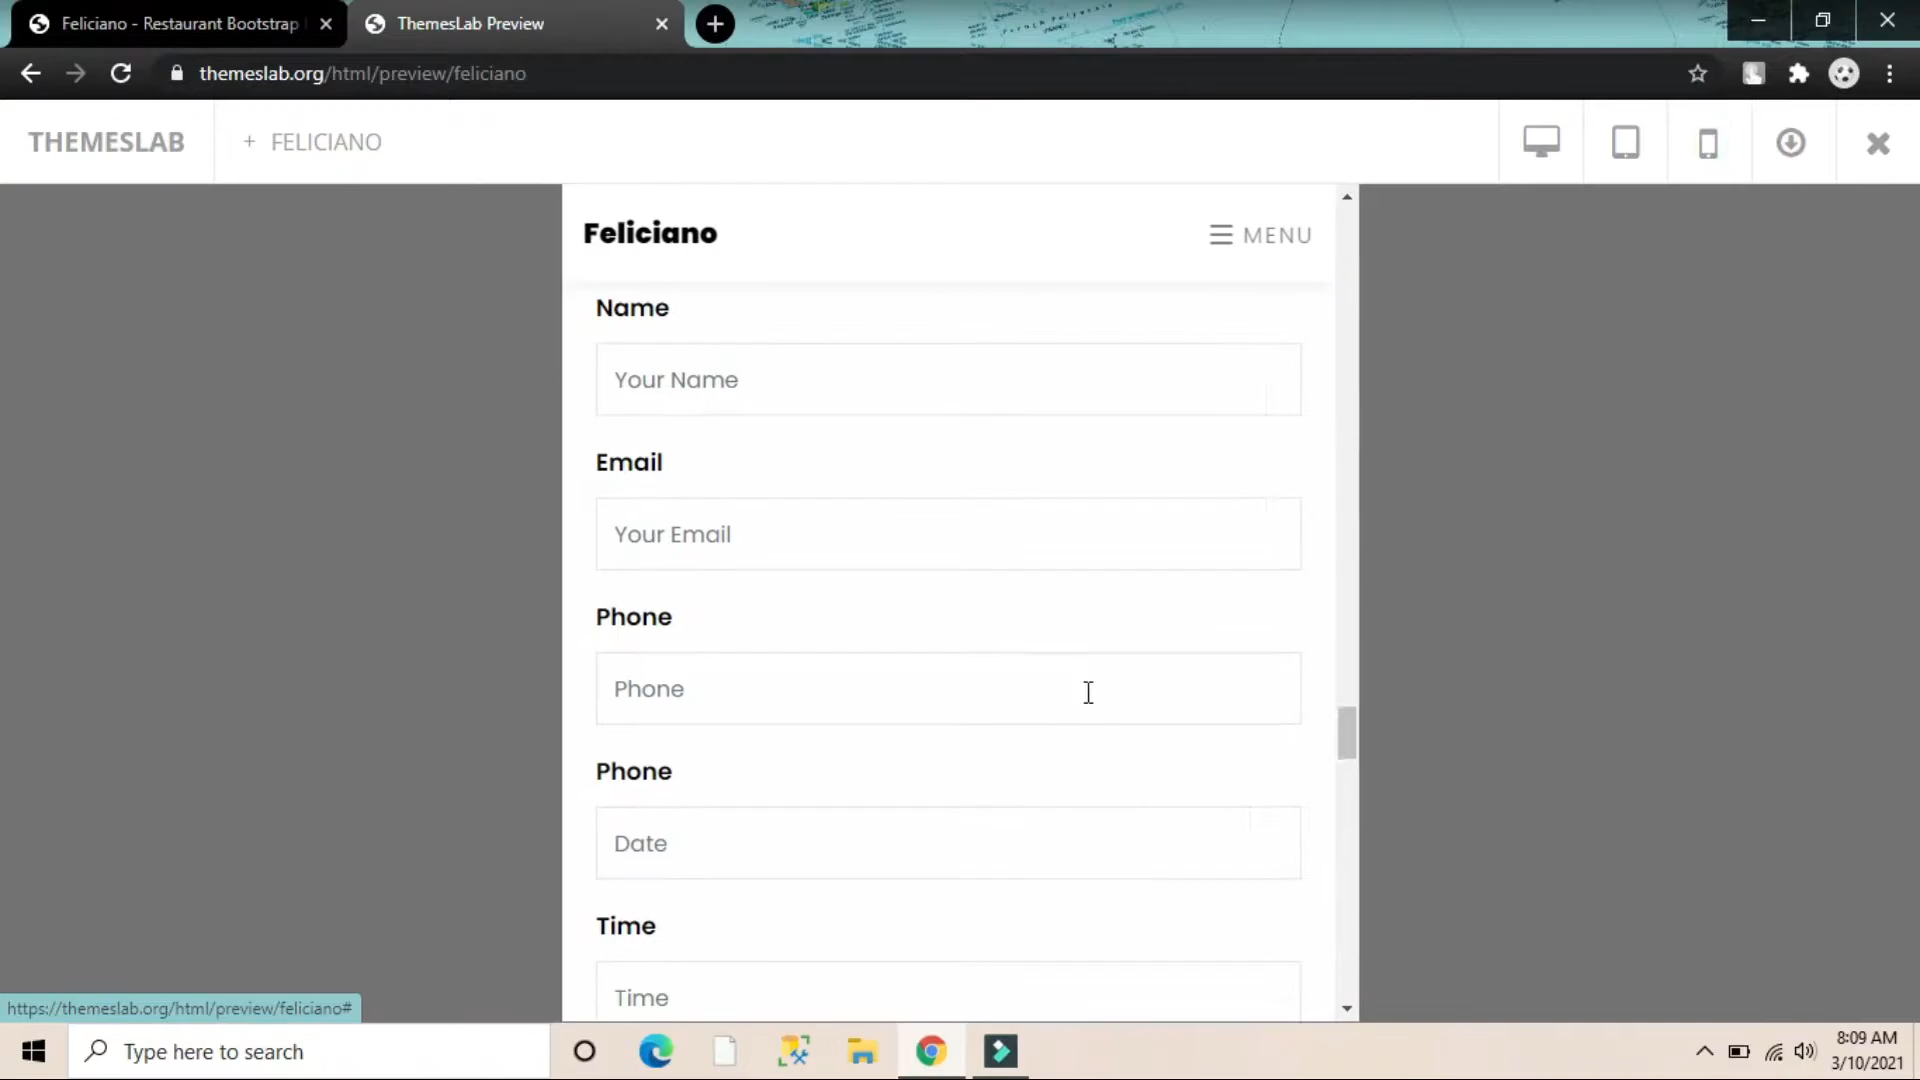 Feliciano - Restaurant Bootstrap
ThemesLab Preview
themeslab.org/html/preview/feliciano
THEMESLAB
+ FELICIANO
Feliciano
MENU
Name
Your Name
Email
Your Email
Phone
Phone
Phone
Date
Time
Time
https://themeslab.org/html/preview/feliciano#
Type here to search
8:09 AM
3/10/2021